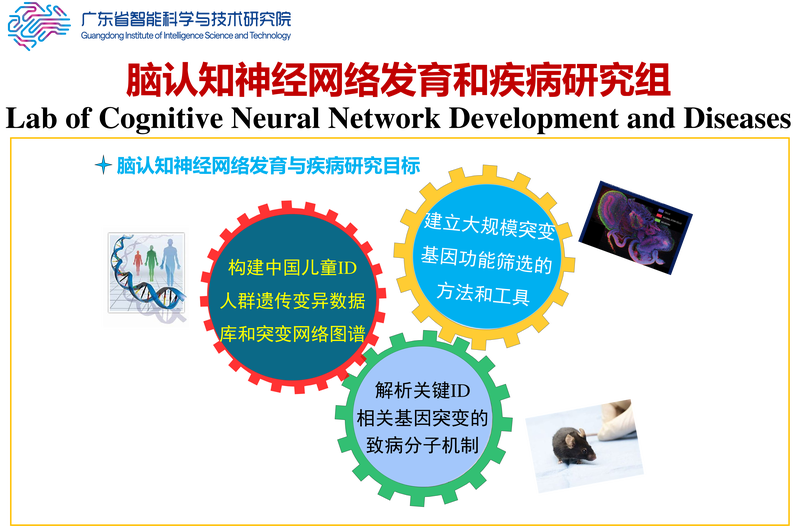 广东省智能科学与技术研究院
Guangdong Institute of Intelligence Science and Technology
脑认知神经网络发育和疾病研究组
Lab of Cognitive Neural Network Development and Diseases
脑认知神经网络发育与疾病研究目标
构建中国儿童ID
人群遗传变异数据
库和突变网络图谱
建立大规模突变
基因功能筛选的
方法和工具
解析关键ID
相关基因突变的
致病分子机制